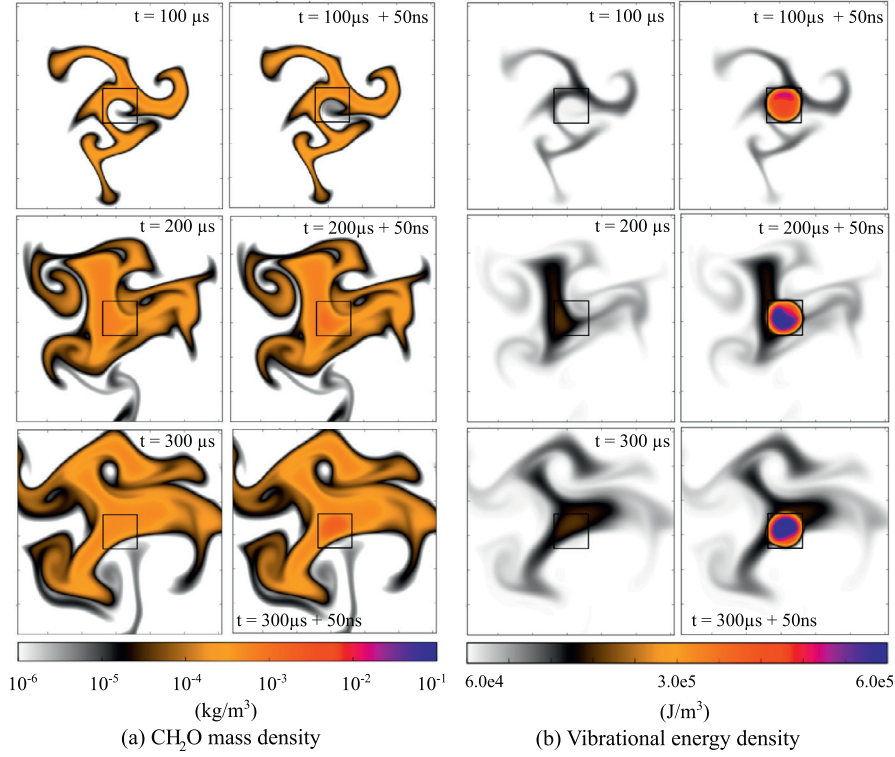 t = 100 µs
t = 100µs + 50ns
t = 100 µs
t = 100µs + 50ns
t = 200 µs
t = 200µs + 50ns
t = 200 µs
t = 200µs + 50ns
t = 300 µs
t = 300µs + 50ns
t = 300 µs
t = 300µs + 50ns
10⁻⁶ 10⁻⁵ 10⁻⁴ 10⁻³ 10⁻² 10⁻¹
(kg/m³)
(a) CH₂O mass density
6.0e4 3.0e5 6.0e5
(J/m³)
(b) Vibrational energy density